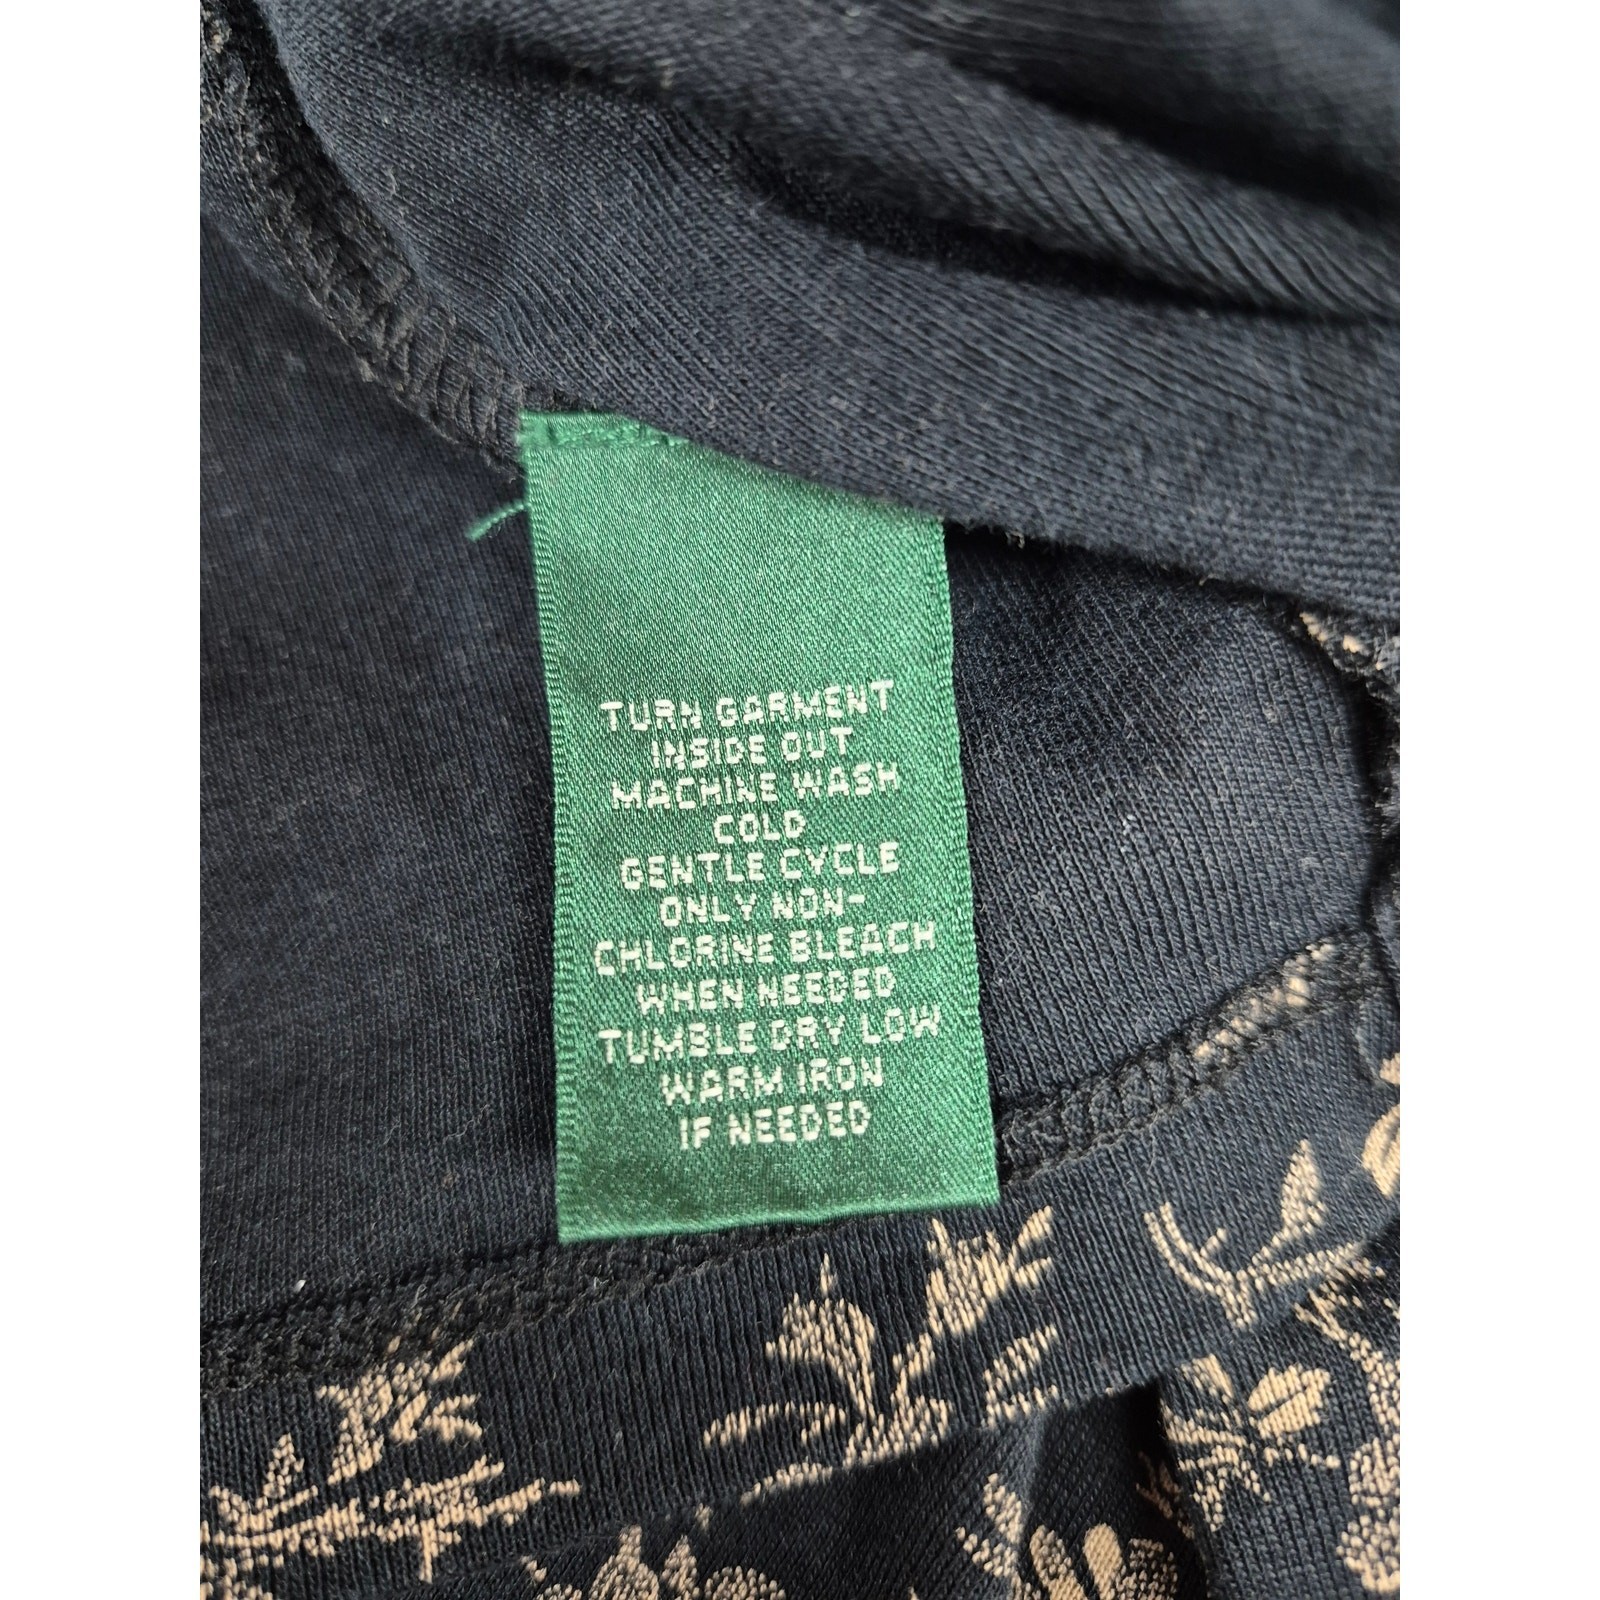 TURN GARMENT
INSIDE OUT
MACHINE WASH
COLD
GENTLE CYCLE
ONLY NON-
CHLORINE BLEACH
WHEN NEEDED
TUMBLE DRY LOW
WARM IRON
IF NEEDED